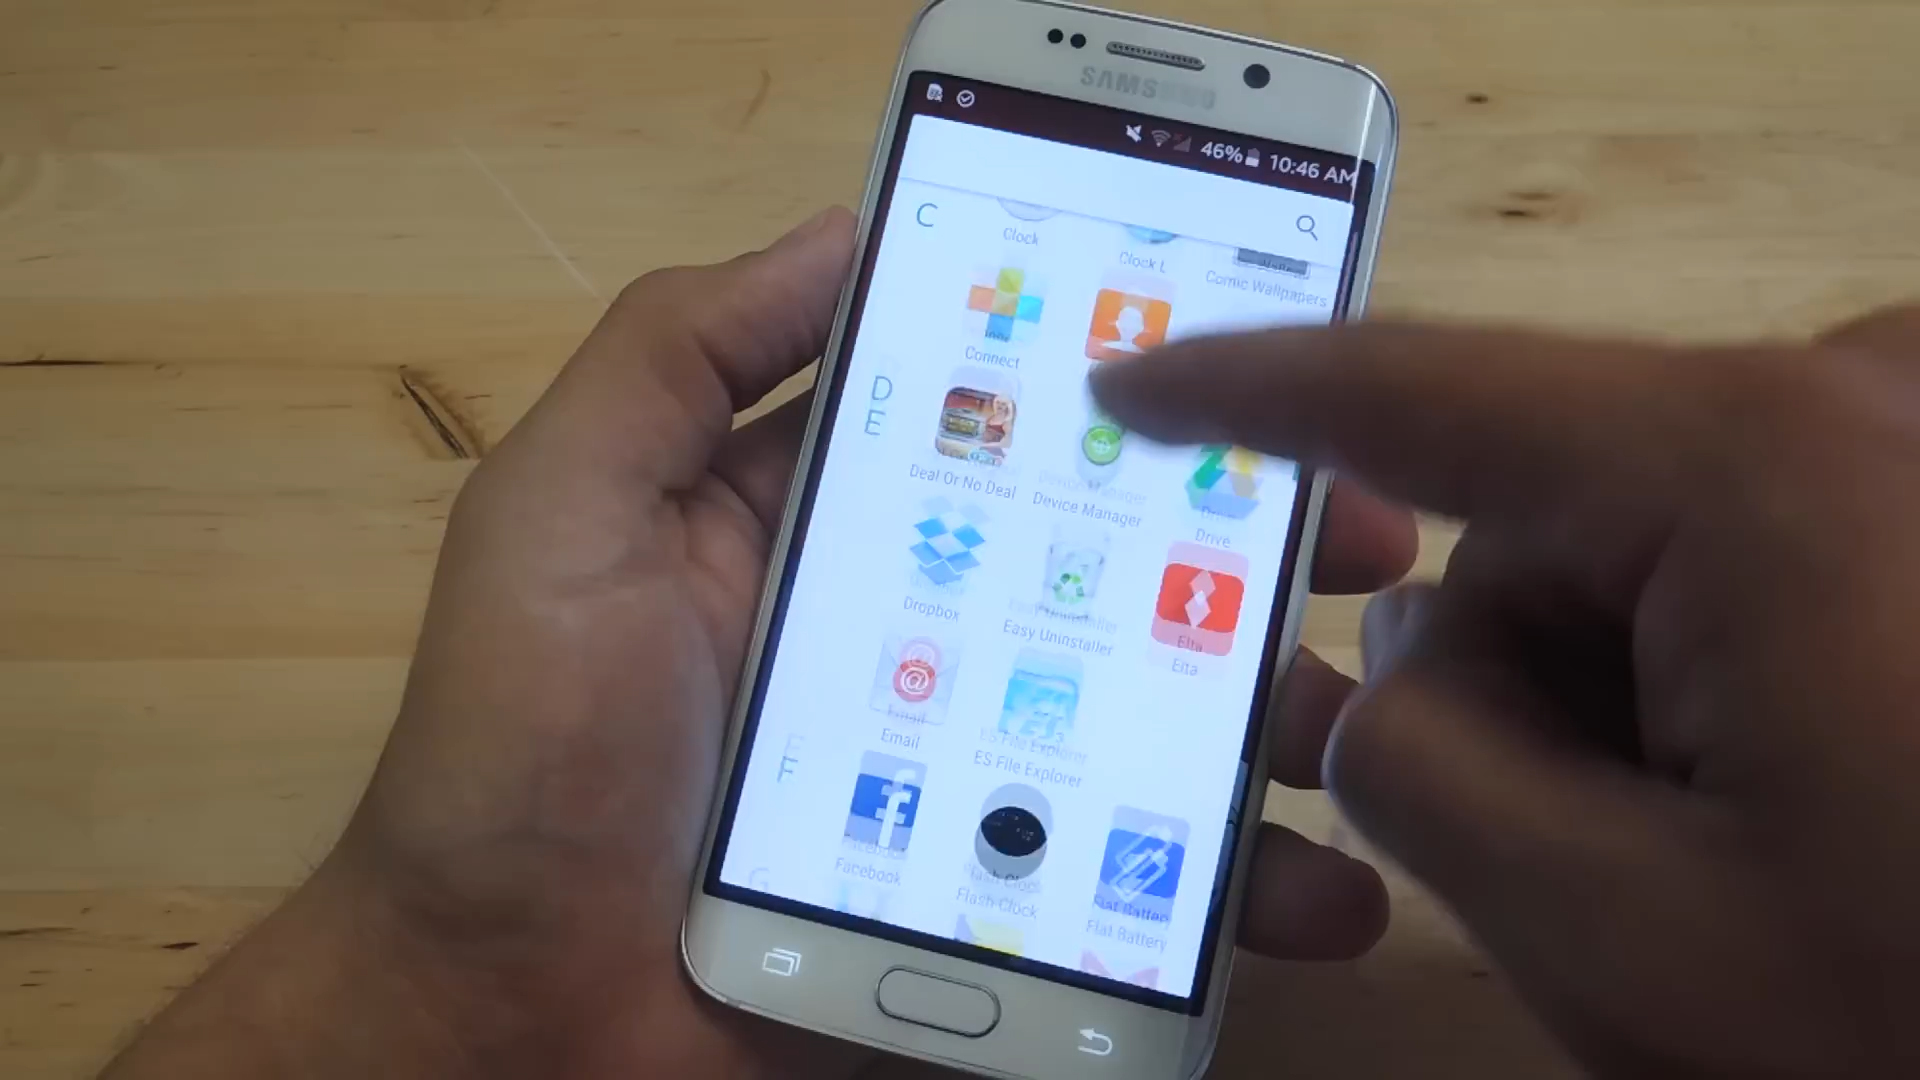 SAMSUNG
46% 10:46 AM
C
Clock
Clock L
Comic Wallpapers
Connect
D
E
Deal Or No Deal
Device Manager
Drive
Dropbox
Easy Uninstaller
Elta
Email
ES File Explorer
F
Facebook
Flash Clock
Flat Battery
G